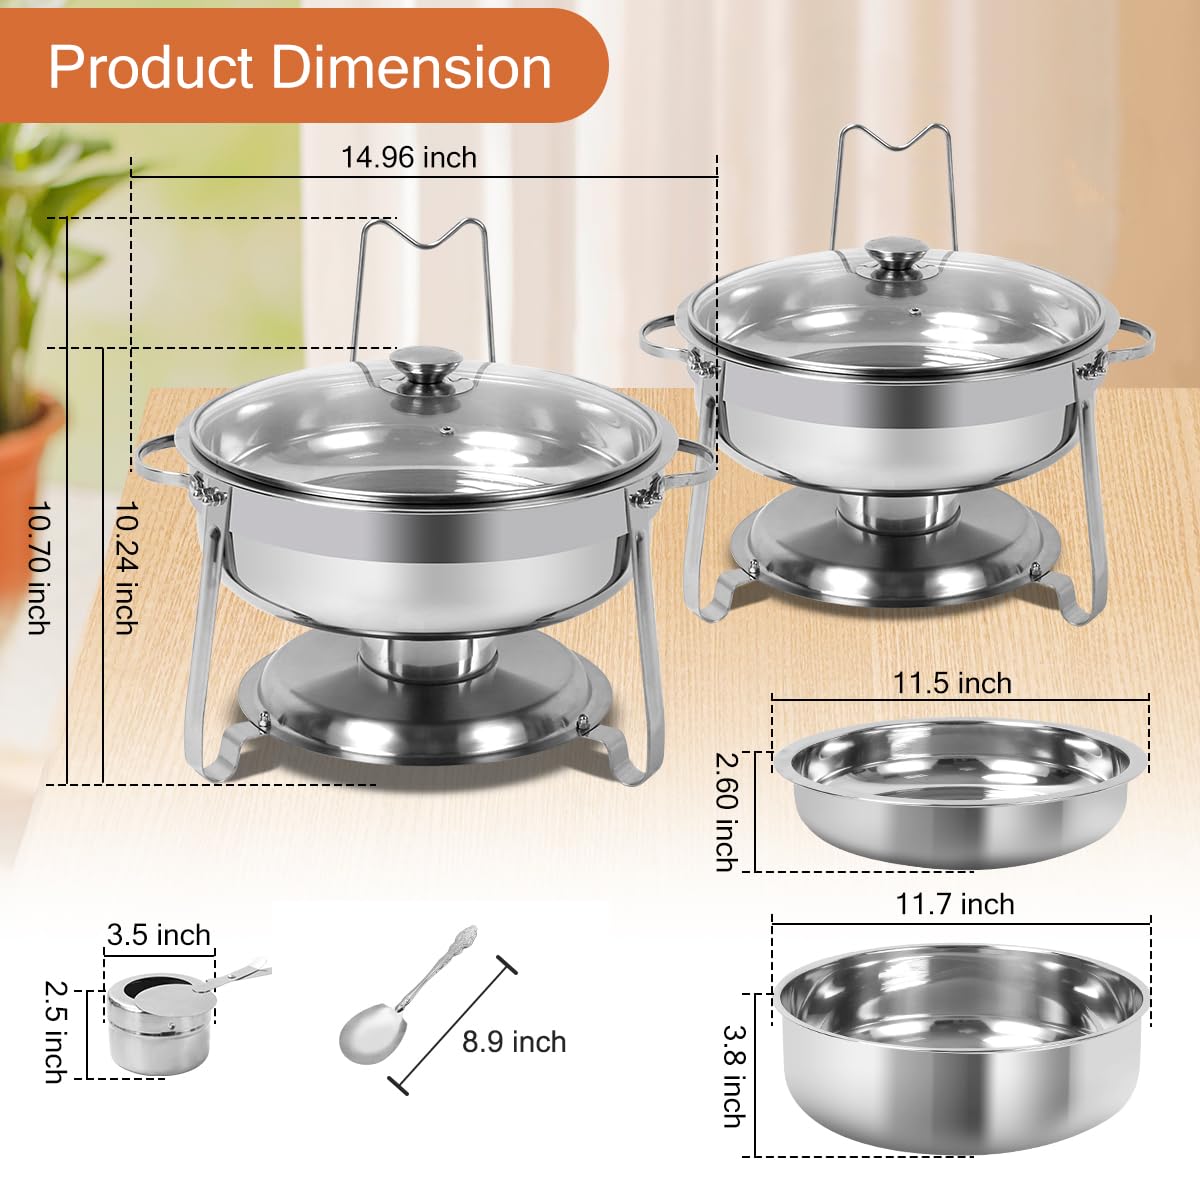 Product Dimension
14.96 inch
10.70 inch
10.24 inch
11.5 inch
2.60 inch
11.7 inch
3.8 inch
3.5 inch
2.5 inch
8.9 inch